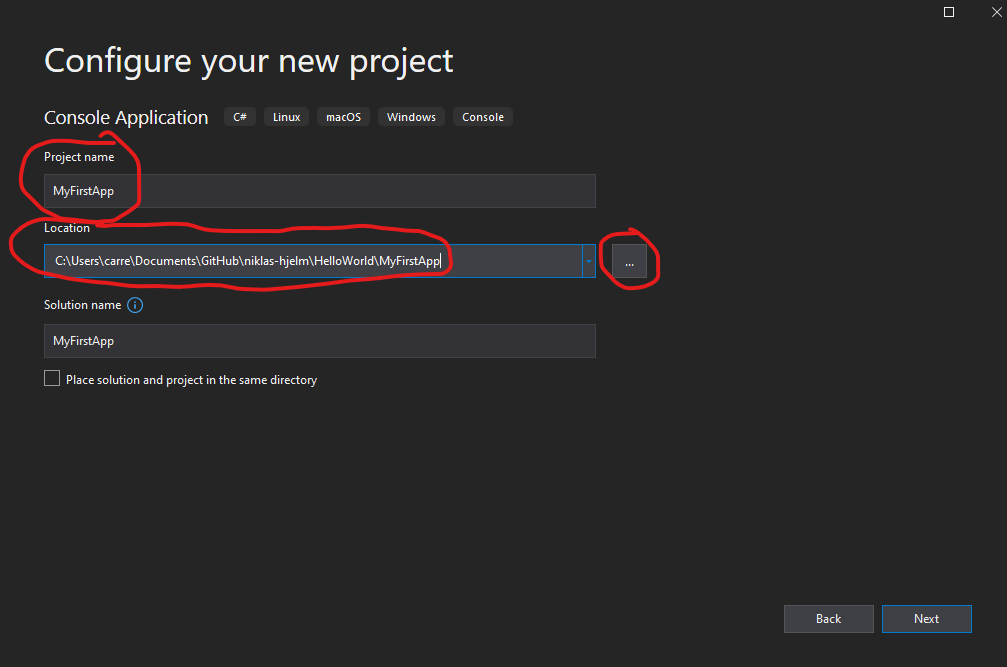 Configure your new project
Console Application C# Linux macOS Windows Console
Project name
MyFirstApp
Location
C:\Users\carre\Documents\GitHub\niklas-hjelm\HelloWorld\MyFirstApp
...
Solution name
MyFirstApp
Place solution and project in the same directory
Back Next